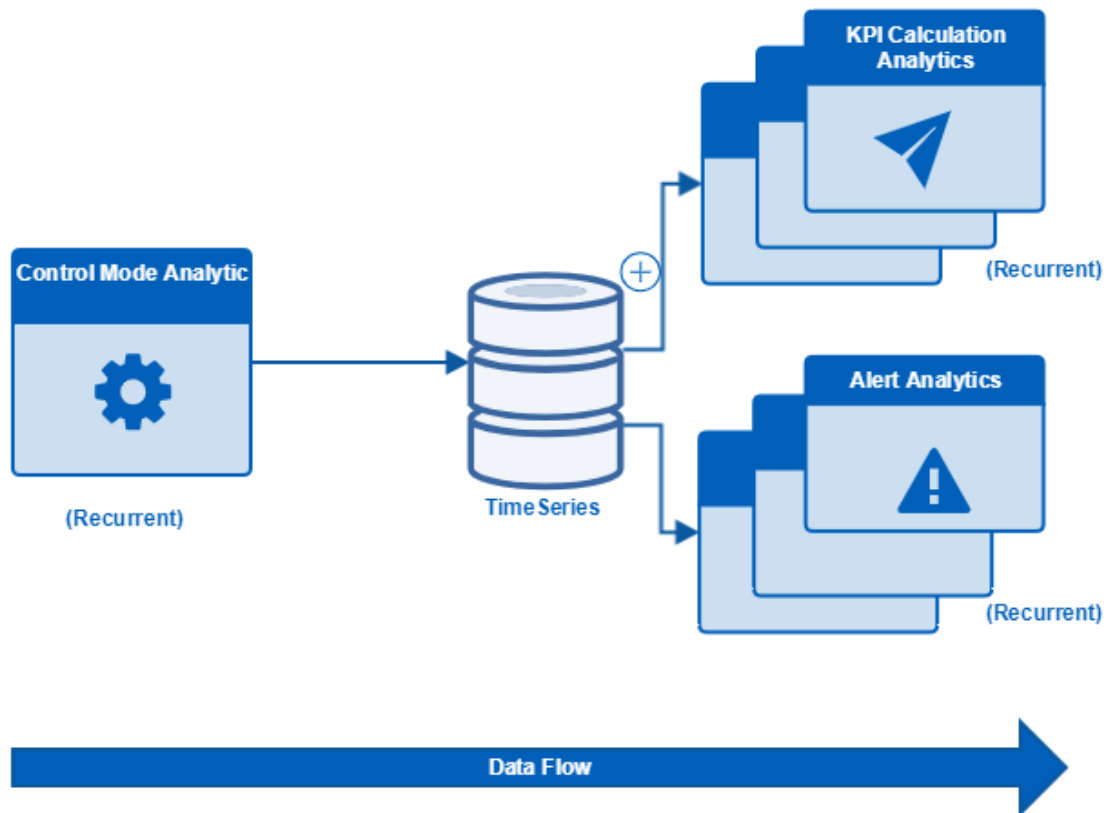 KPI Calculation
Analytics
(Recurrent)
Control Mode Analytic
(Recurrent)
Time Series
Alert Analytics
(Recurrent)
Data Flow